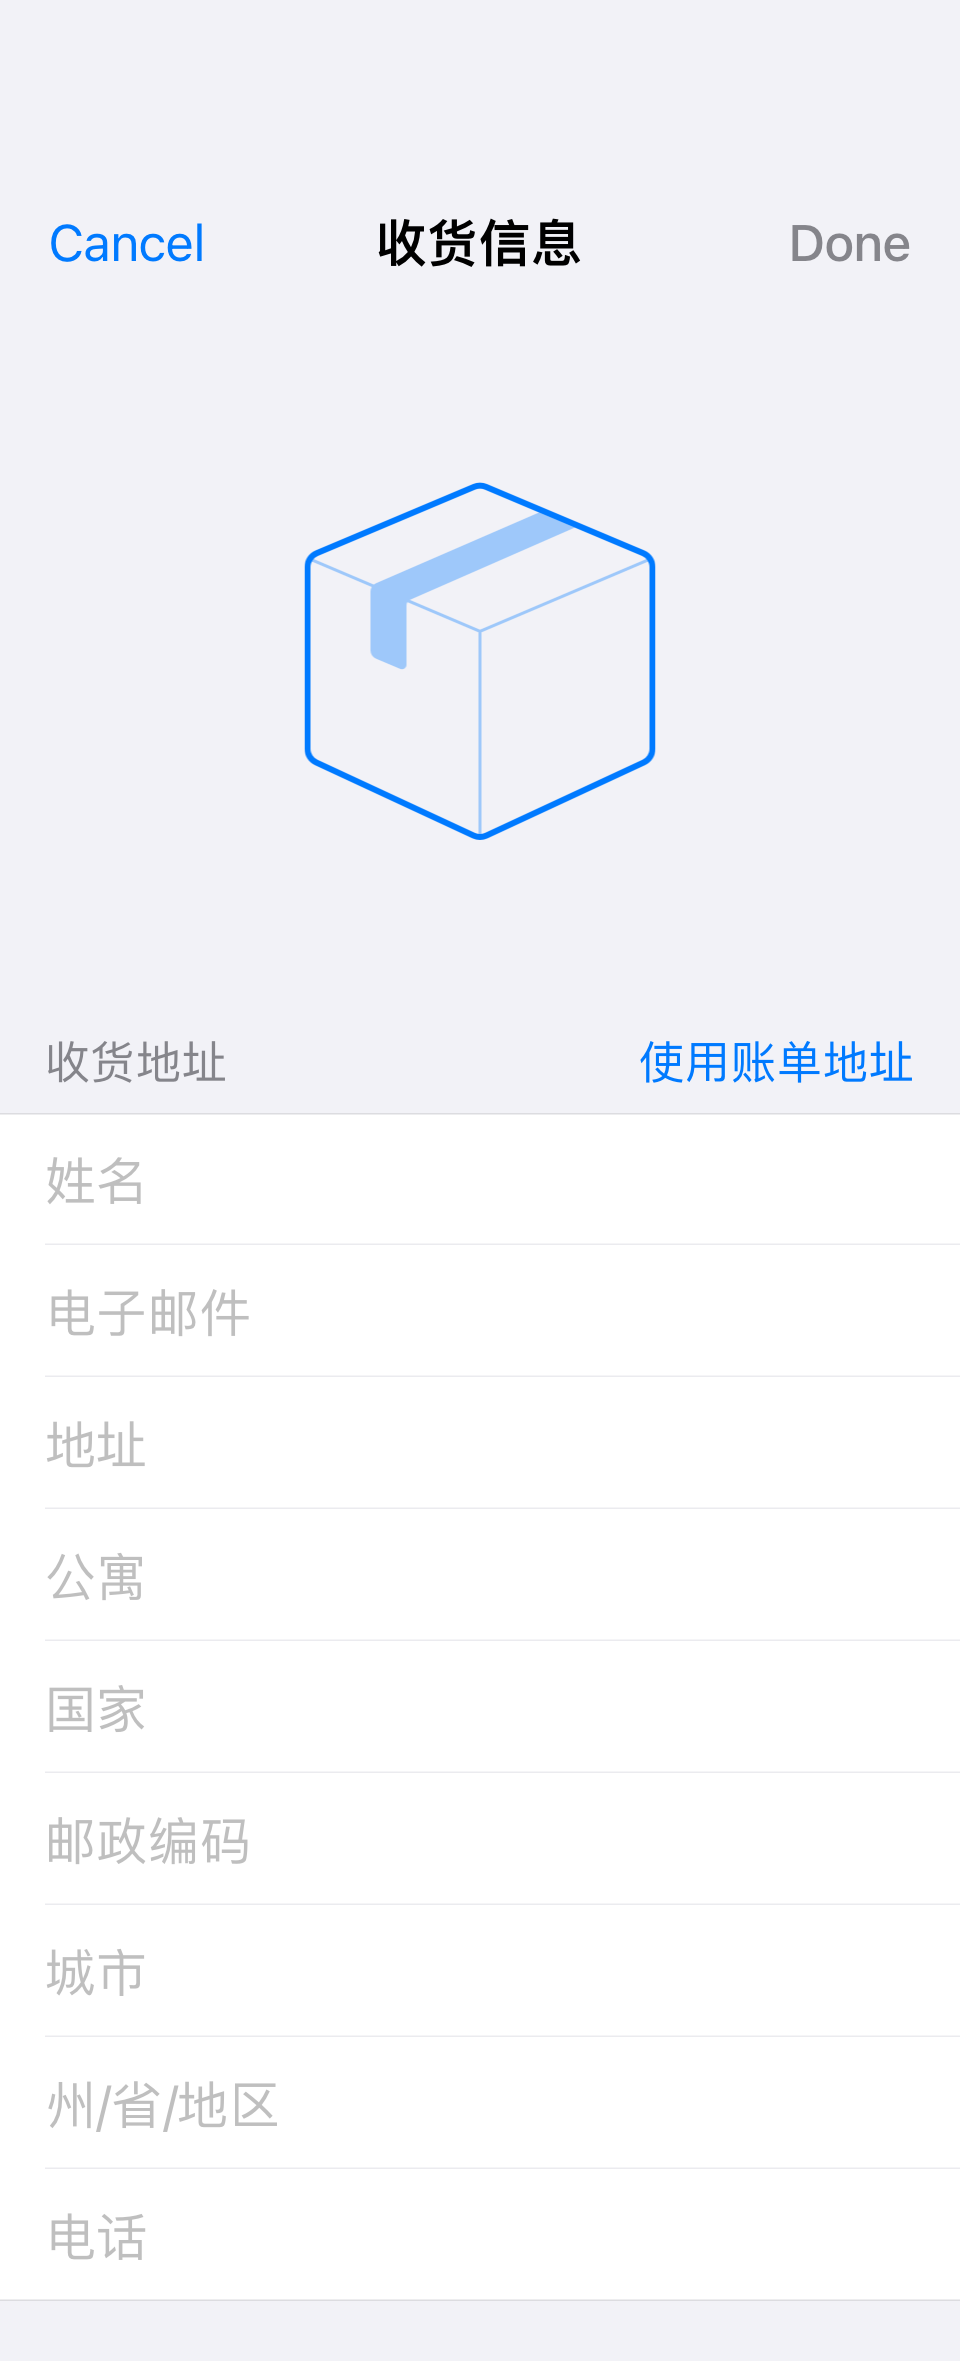 Cancel 收货信息 Done
收货地址 使用账单地址
姓名
电子邮件
地址
公寓
国家
邮政编码
城市
州/省/地区
电话